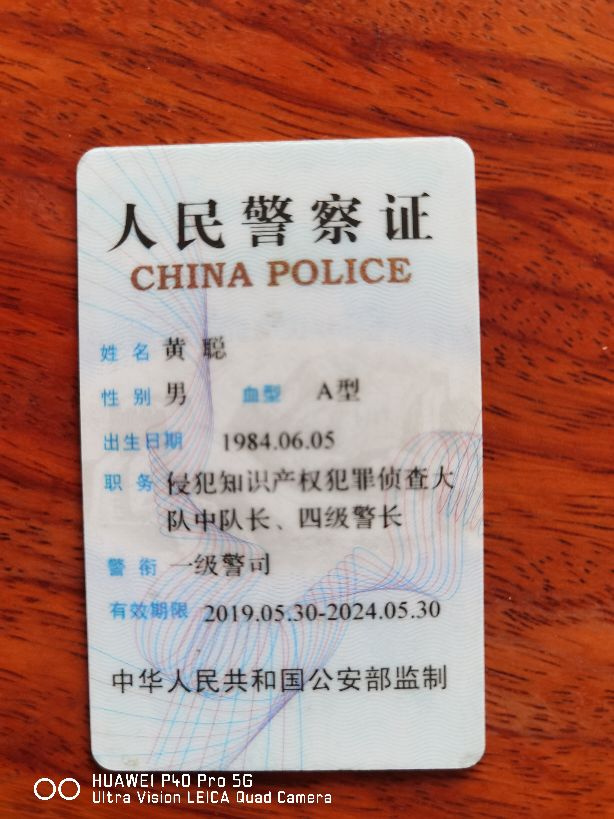 人民警察证
CHINA POLICE
姓名 黄聪
性别 男 血型 A型
出生日期 1984.06.05
职务 侵犯知识产权犯罪侦查大
队中队长、四级警长
警衔 一级警司
有效期限 2019.05.30-2024.05.30
中华人民共和国公安部监制
HUAWEI P40 Pro 5G
Ultra Vision LEICA Quad Camera